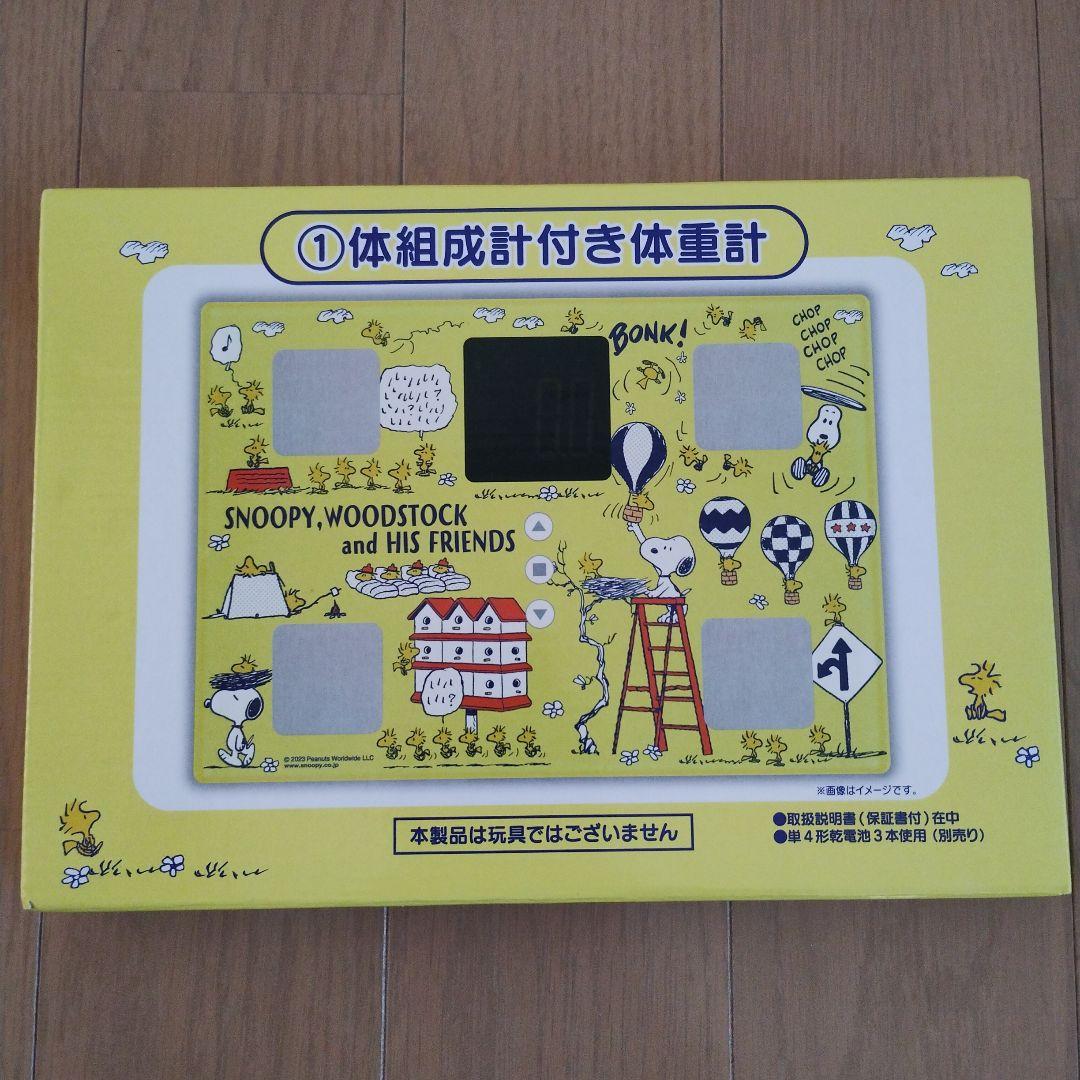 ①体組成計付き体重計
BONK!
CHOP
CHOP
CHOP
CHOP
SNOOPY, WOODSTOCK
and HIS FRIENDS
© 2023 Peanuts Worldwide LLC
www.snoopy.co.jp
※画像はイメージです。
本製品は玩具ではございません
●取扱説明書(保証書付)在中
●単4形乾電池3本使用(別売り)